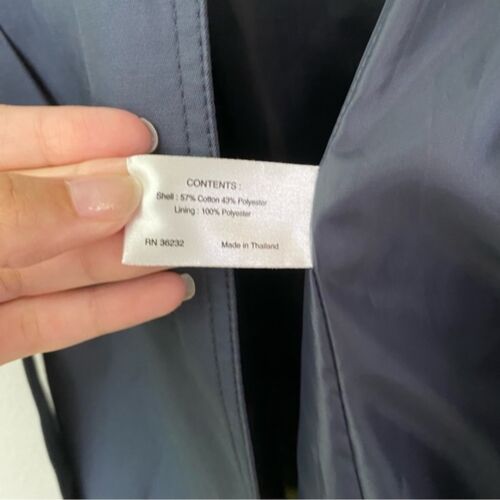 CONTENTS :
Shell : 57% Cotton 43% Polyester
Lining : 100% Polyester
RN 36232 Made in Thailand